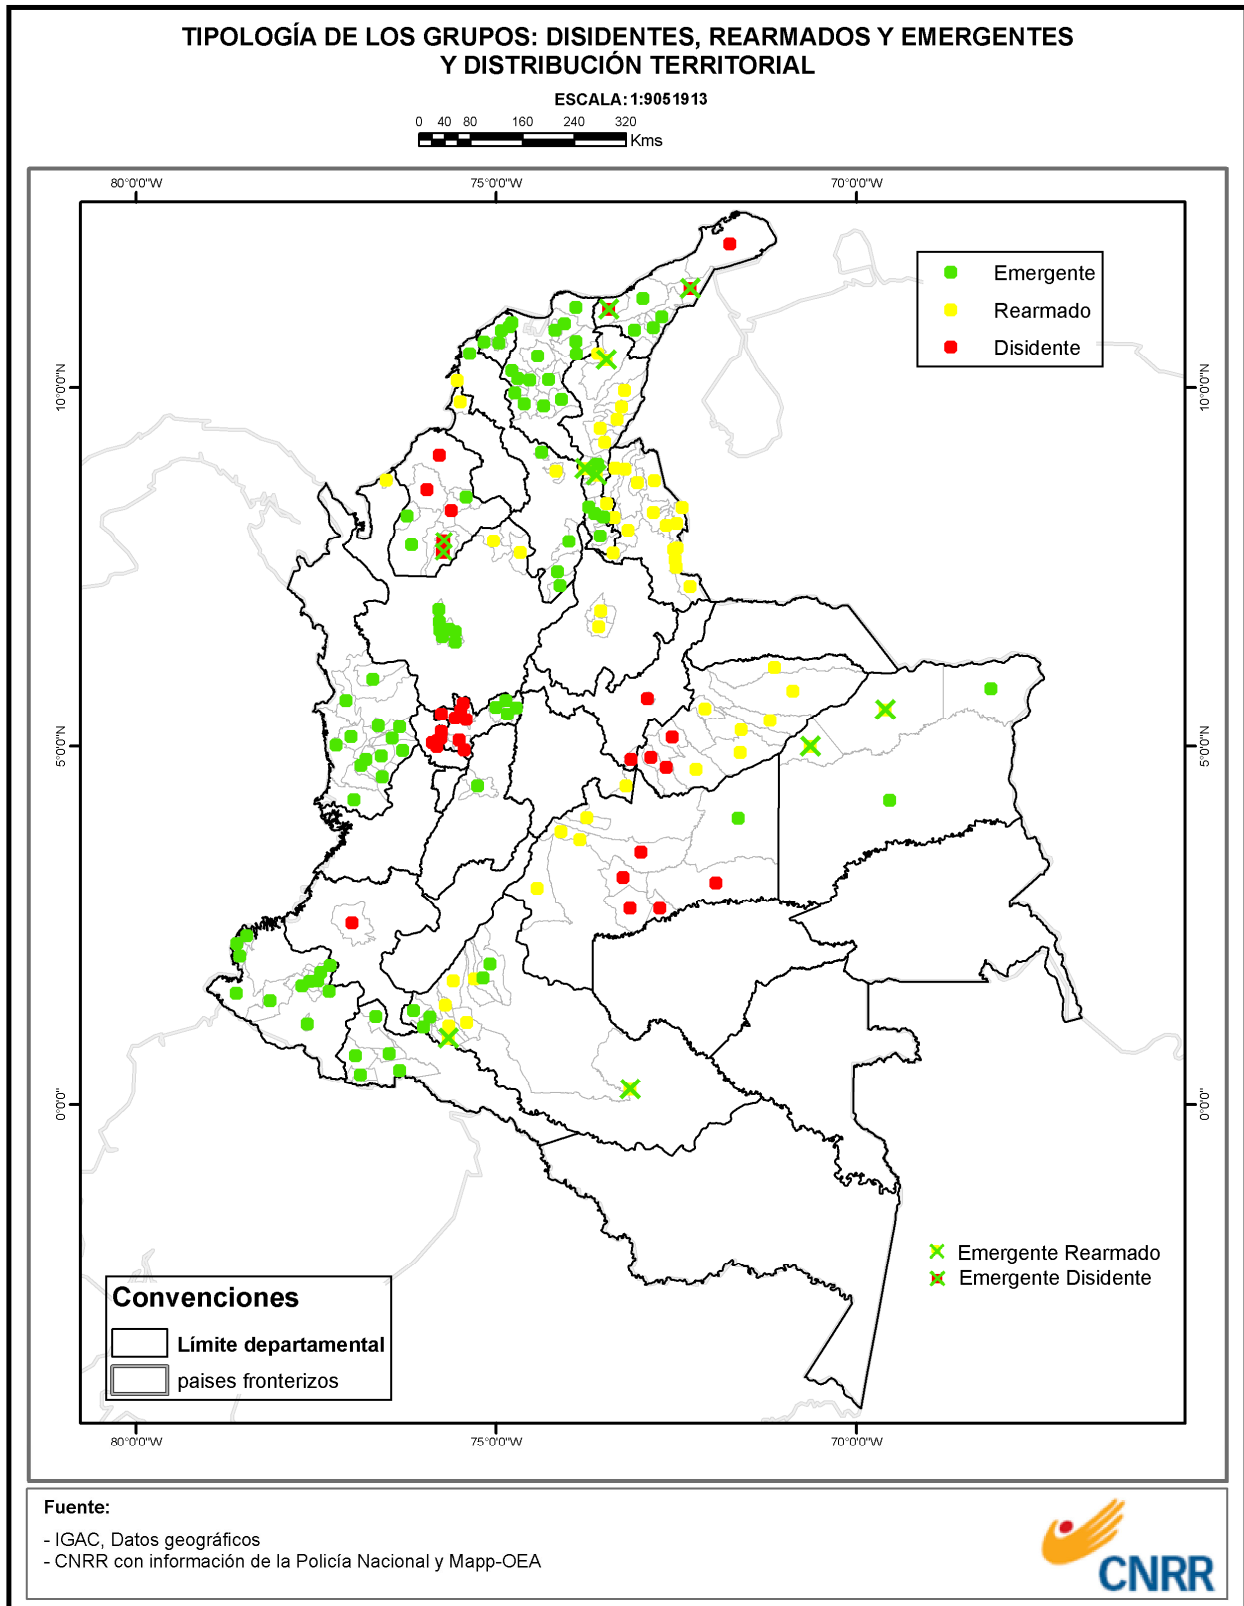 TIPOLOGÍA DE LOS GRUPOS: DISIDENTES, REARMADOS Y EMERGENTES
Y DISTRIBUCIÓN TERRITORIAL
ESCALA: 1:9051913
0 40 80 160 240 320
Kms
80°0'0"W 75°0'0"W 70°0'0"W
Emergente
Rearmado
Disidente
10°0'0"N 10°0'0"N
5°0'0"N 5°0'0"N
0°0'0" 0°0'0"
Emergente Rearmado
Emergente Disidente
Convenciones
Límite departamental
paises fronterizos
80°0'0"W 75°0'0"W 70°0'0"W
Fuente:
- IGAC, Datos geográficos
- CNRR con información de la Policía Nacional y Mapp-OEA
CNRR